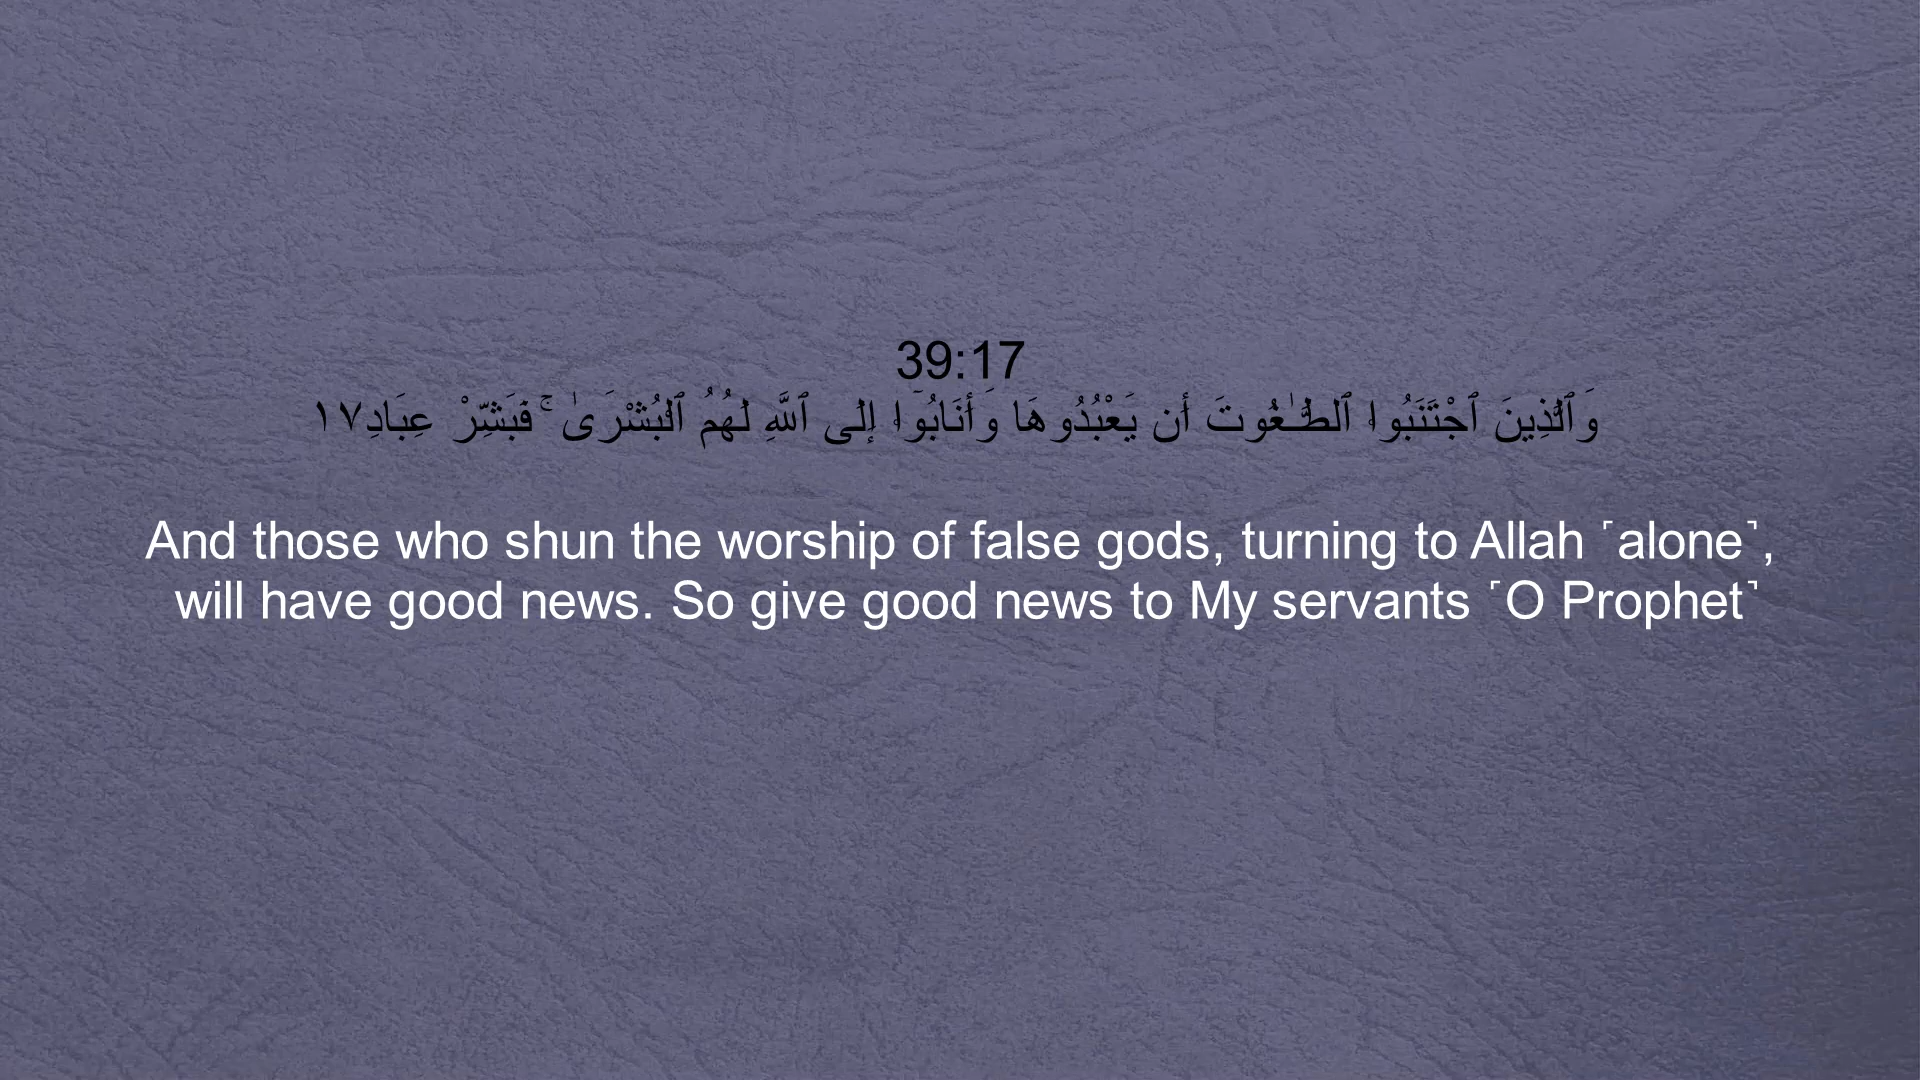 39:17
وَٱلَّذِينَ ٱجْتَنَبُوا۟ ٱلطَّـٰغُوتَ أَن يَعْبُدُوهَا وَأَنَابُوٓا۟ إِلَى ٱللَّهِ لَهُمُ ٱلْبُشْرَىٰ ۚ فَبَشِّرْ عِبَادِ١٧
And those who shun the worship of false gods, turning to Allah ˹alone˺,
will have good news. So give good news to My servants ˹O Prophet˺